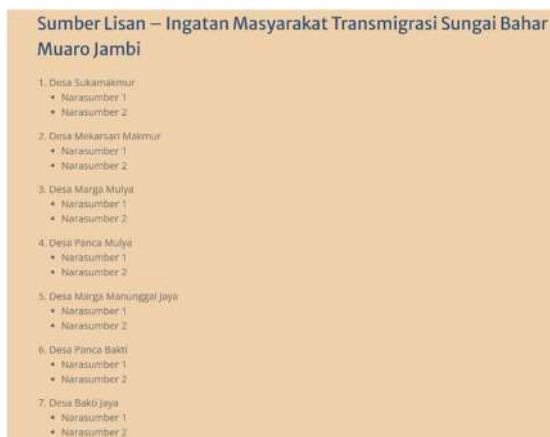 Sumber Lisan – Ingatan Masyarakat Transmigrasi Sungai Bahar
Muaro Jambi
1. Desa Sukamakmur
• Narasumber 1
• Narasumber 2
2. Desa Mekarsari Makmur
• Narasumber 1
• Narasumber 2
3. Desa Marga Mulya
• Narasumber 1
• Narasumber 2
4. Desa Panca Mulya
• Narasumber 1
• Narasumber 2
5. Desa Marga Manunggal Jaya
• Narasumber 1
• Narasumber 2
6. Desa Panca Bakti
• Narasumber 1
• Narasumber 2
7. Desa Bakti Jaya
• Narasumber 1
• Narasumber 2